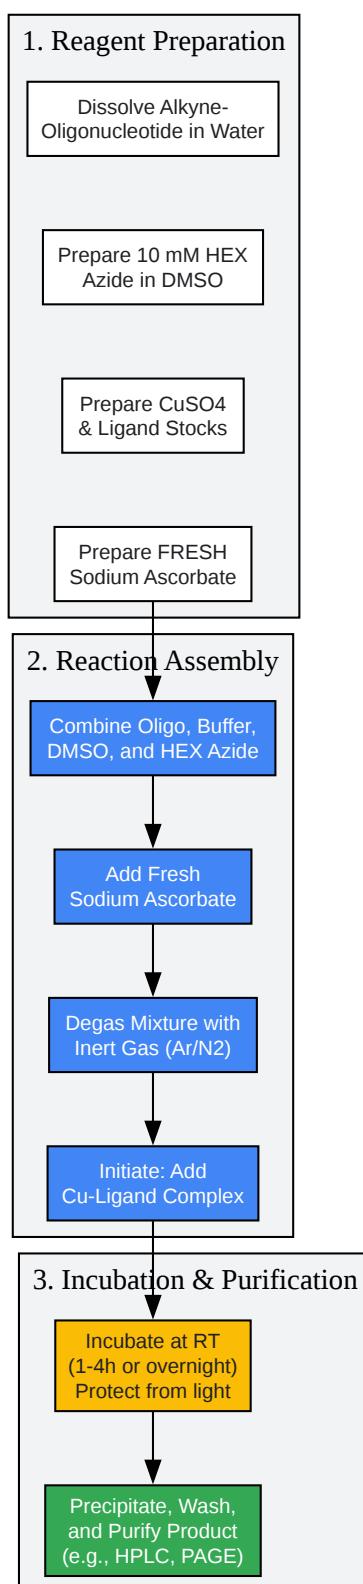 1. Reagent Preparation
Dissolve Alkyne-
Oligonucleotide in Water
Prepare 10 mM HEX
Azide in DMSO
Prepare CuSO4
& Ligand Stocks
Prepare FRESH
Sodium Ascorbate
2. Reaction Assembly
Combine Oligo, Buffer,
DMSO, and HEX Azide
Add Fresh
Sodium Ascorbate
Degas Mixture with
Inert Gas (Ar/N2)
Initiate: Add
Cu-Ligand Complex
3. Incubation & Purification
Incubate at RT
(1-4h or overnight)
Protect from light
Precipitate, Wash,
and Purify Product
(e.g., HPLC, PAGE)